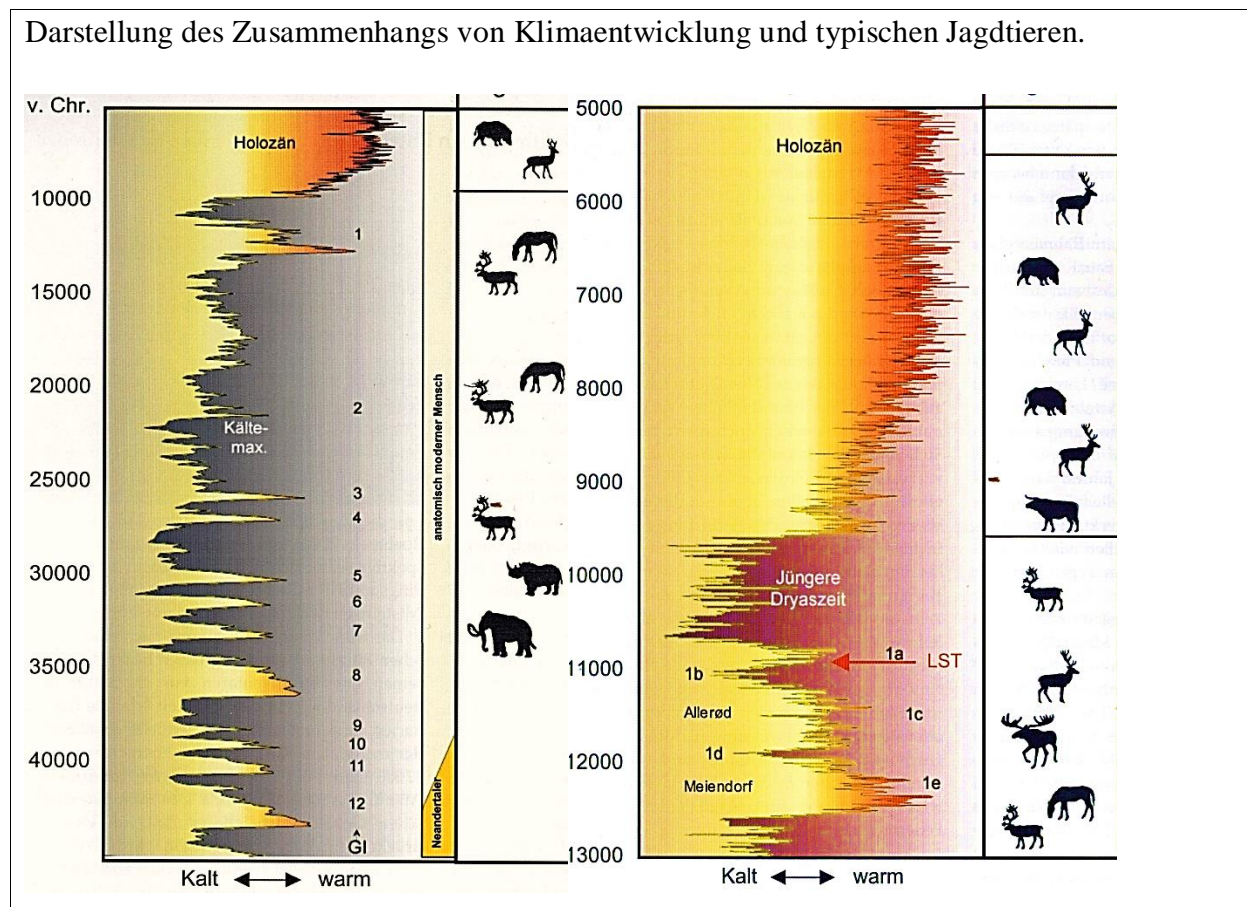 Darstellung des Zusammenhangs von Klimaentwicklung und typischen Jagdtieren.
v. Chr.
10000
15000
20000
25000
30000
35000
40000
Holozän
1
2
Kälte-
max.
3
4
5
6
7
8
9
10
11
12
GI
anatomisch moderner Mensch
Neandertaler
Kalt warm
5000
6000
7000
8000
9000
10000
11000
12000
13000
Holozän
Jüngere
Dryaszeit
1a
LST
1b
Allerød
1c
1d
Meiendorf
1e
Kalt warm